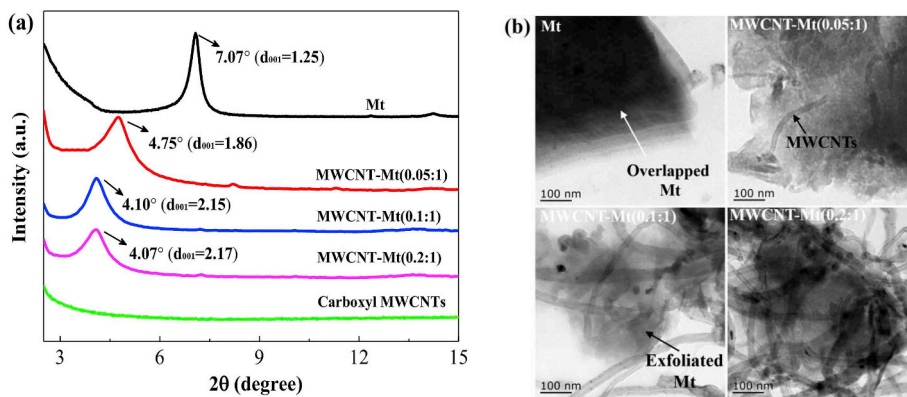 (a)
7.07° (d001=1.25)
Mt
4.75° (d001=1.86)
MWCNT-Mt(0.05:1)
4.10° (d001=2.15)
MWCNT-Mt(0.1:1)
4.07° (d001=2.17)
MWCNT-Mt(0.2:1)
Carboxyl MWCNTs
Intensity (a.u.)
3 6 9 12 15
2θ (degree)
(b)
Mt
Overlapped
Mt
100 nm
MWCNT-Mt(0.05:1)
MWCNTs
100 nm
MWCNT-Mt(0.1:1)
Exfoliated
Mt
100 nm
MWCNT-Mt(0.2:1)
100 nm